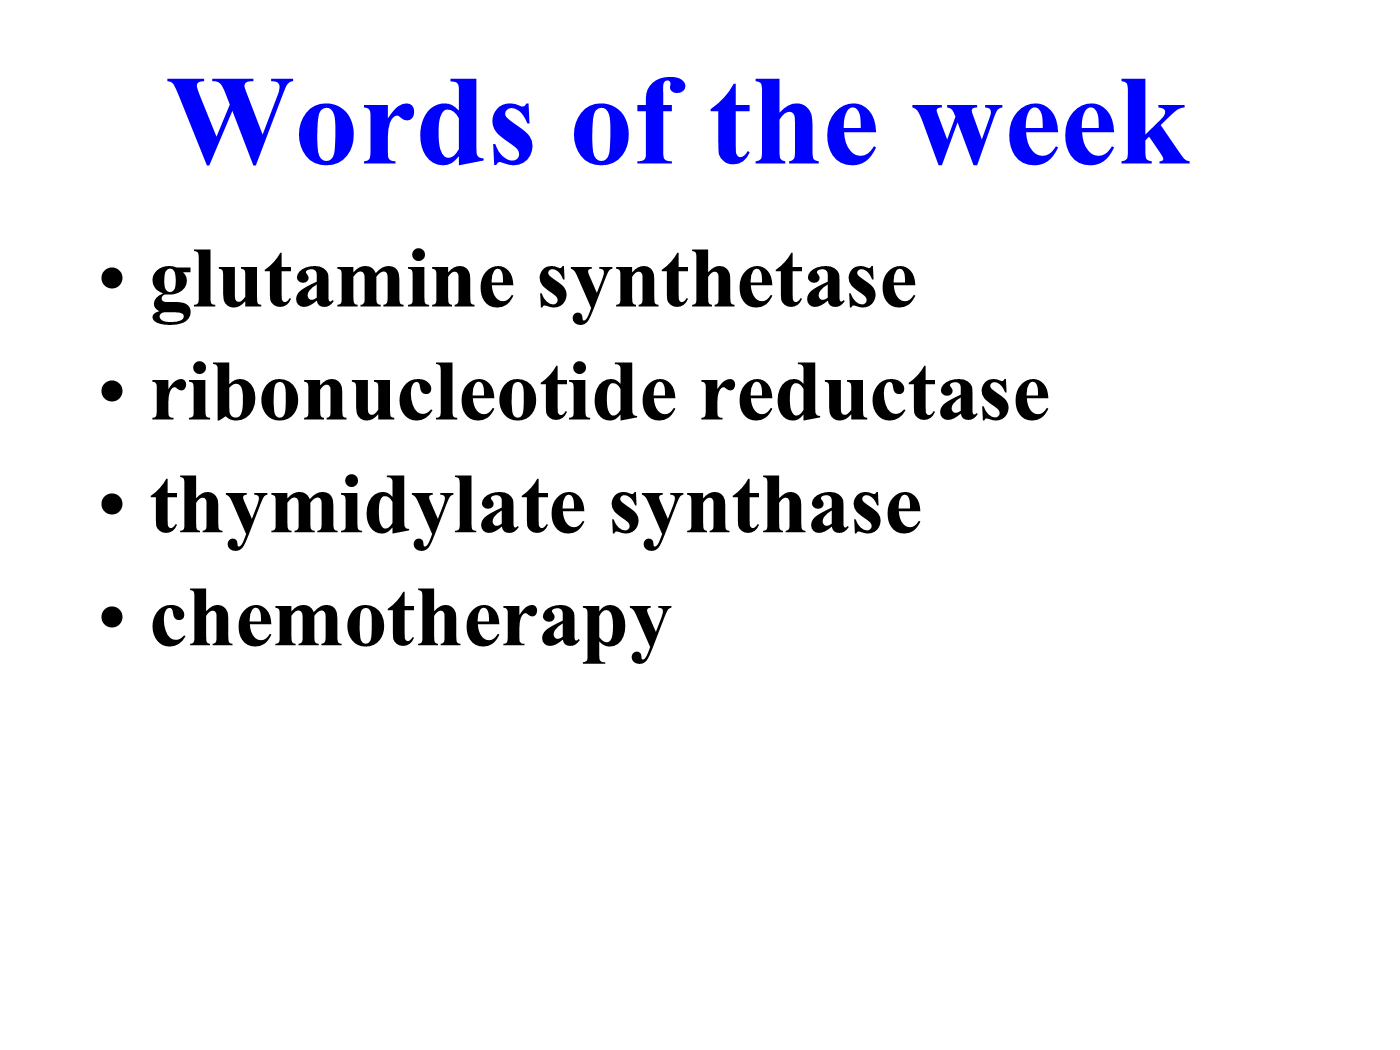 Words of the week
• glutamine synthetase
• ribonucleotide reductase
• thymidylate synthase
• chemotherapy